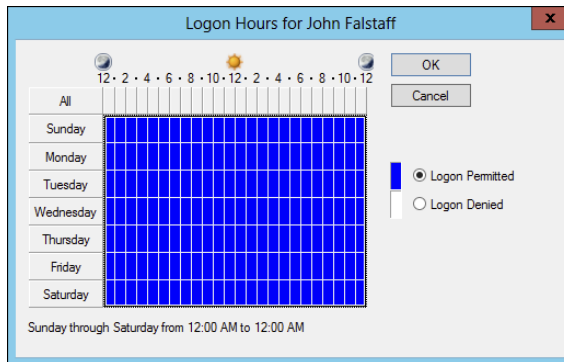 Logon Hours for John Falstaff
x
12 · 2 · 4 · 6 · 8 · 10 · 12 · 2 · 4 · 6 · 8 · 10 · 12
OK
Cancel
All
Sunday
Monday
Tuesday
Wednesday
Thursday
Friday
Saturday
Logon Permitted
Logon Denied
Sunday through Saturday from 12:00 AM to 12:00 AM